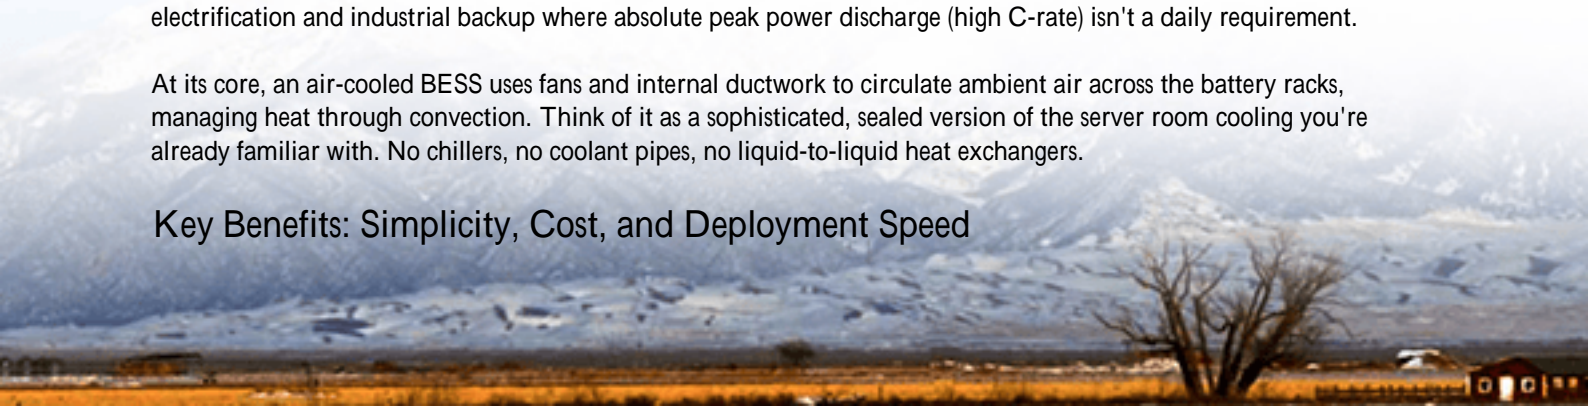 electrification and industrial backup where absolute peak power discharge (high C-rate) isn't a daily requirement.
At its core, an air-cooled BESS uses fans and internal ductwork to circulate ambient air across the battery racks,
managing heat through convection. Think of it as a sophisticated, sealed version of the server room cooling you're
already familiar with. No chillers, no coolant pipes, no liquid-to-liquid heat exchangers.
Key Benefits: Simplicity, Cost, and Deployment Speed